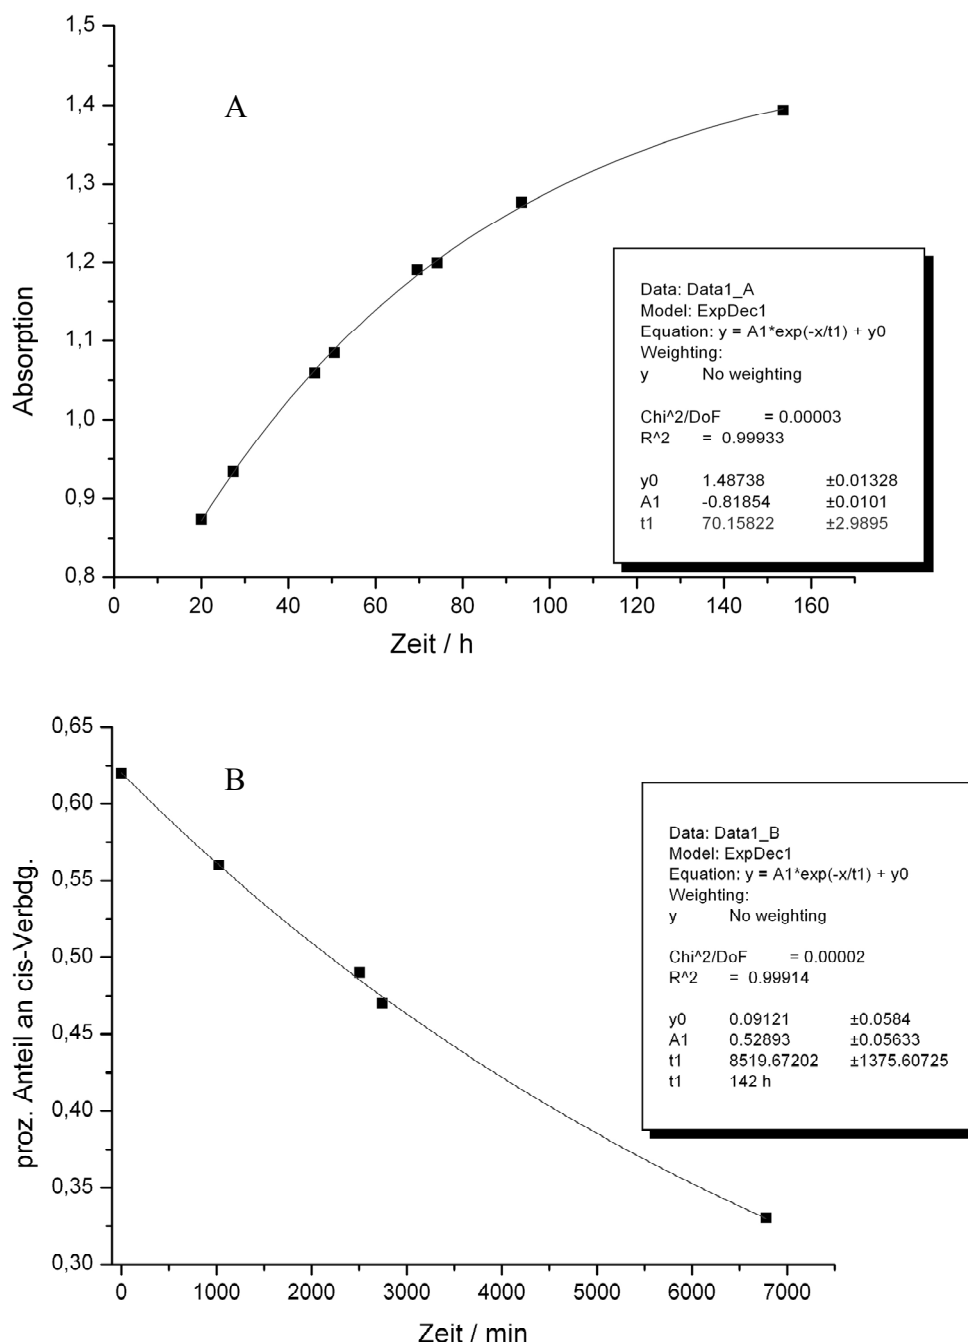 1,5
1,4
1,3
1,2
1,1
1,0
0,9
0,8
Absorption
A
Data: Data1_A
Model: ExpDec1
Equation: y = A1*exp(-x/t1) + y0
Weighting:
y No weighting
Chi^2/DoF = 0.00003
R^2 = 0.99933
y0 1.48738 ±0.01328
A1 -0.81854 ±0.0101
t1 70.15822 ±2.9895
0 20 40 60 80 100 120 140 160
Zeit / h
0,65
0,60
0,55
0,50
0,45
0,40
0,35
0,30
proz. Anteil an cis-Verbdg.
B
Data: Data1_B
Model: ExpDec1
Equation: y = A1*exp(-x/t1) + y0
Weighting:
y No weighting
Chi^2/DoF = 0.00002
R^2 = 0.99914
y0 0.09121 ±0.0584
A1 0.52893 ±0.05633
t1 8519.67202 ±1375.60725
t1 142 h
0 1000 2000 3000 4000 5000 6000 7000
Zeit / min